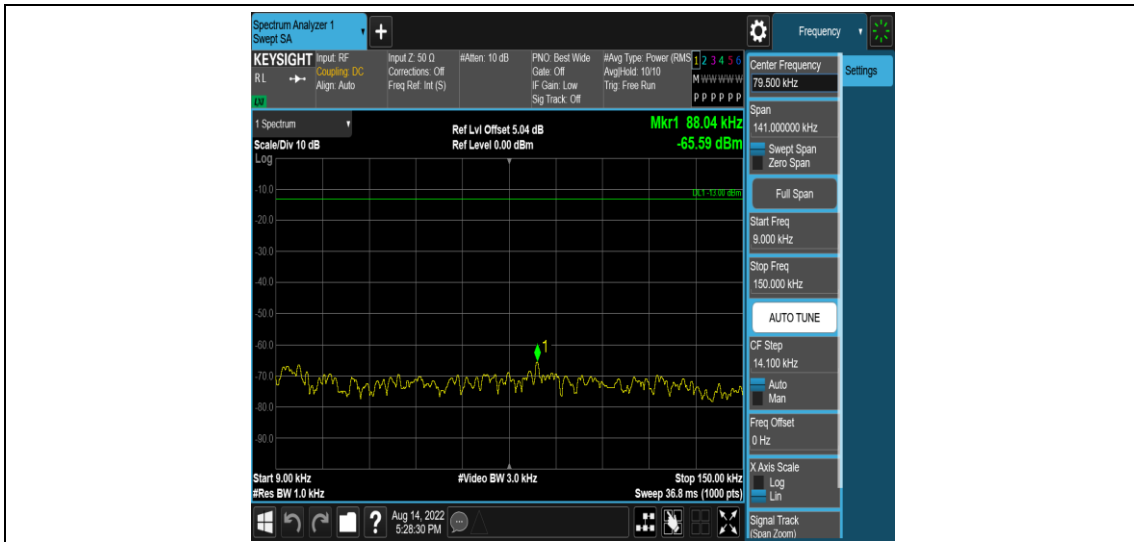 Spectrum Analyzer 1
Swept SA
+
Frequency
KEYSIGHT
RL
LXI
Input: RF
Coupling: DC
Align: Auto
Input Z: 50 Ω
Corrections: Off
Freq Ref: Int (S)
#Atten: 10 dB
PNO: Best Wide
Gate: Off
IF Gain: Low
Sig Track: Off
#Avg Type: Power (RMS
Avg|Hold: 10/10
Trig: Free Run
1 2 3 4 5 6
M W W W W W
P P P P P P
1 Spectrum
Scale/Div 10 dB
Log
Ref Lvl Offset 5.04 dB
Ref Level 0.00 dBm
Mkr1 88.04 kHz
-65.59 dBm
DL1 -13.00 dBm
-10.0
-20.0
-30.0
-40.0
-50.0
-60.0
-70.0
-80.0
-90.0
1
Start 9.00 kHz
#Res BW 1.0 kHz
#Video BW 3.0 kHz
Stop 150.00 kHz
Sweep 36.8 ms (1000 pts)
Center Frequency
79.500 kHz
Span
141.000000 kHz
Swept Span
Zero Span
Full Span
Start Freq
9.000 kHz
Stop Freq
150.000 kHz
AUTO TUNE
CF Step
14.100 kHz
Auto
Man
Freq Offset
0 Hz
X Axis Scale
Log
Lin
Signal Track
(Span Zoom)
Settings
?
Aug 14, 2022
5:28:30 PM